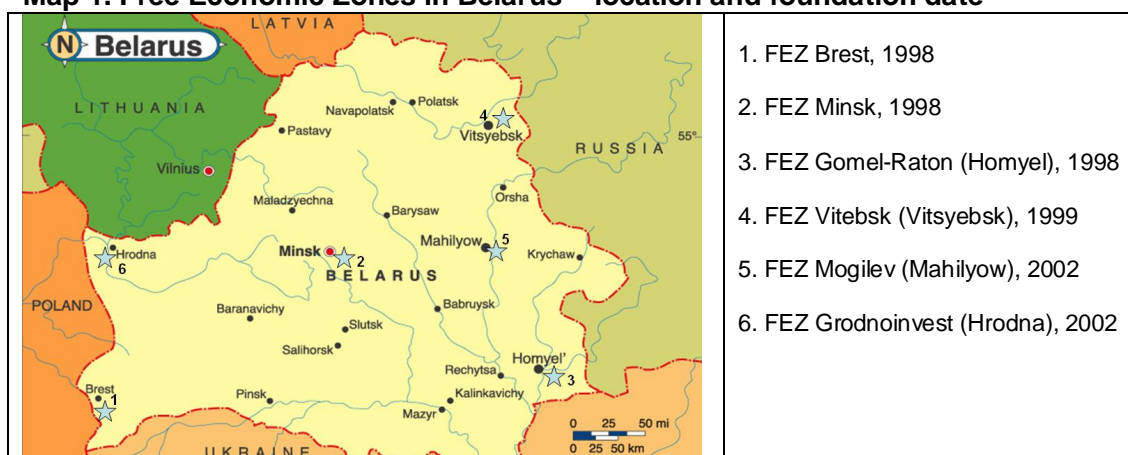 Map 1: Free Economic Zones in Belarus – location and foundation date
LATVIA
N Belarus
LITHUANIA
Navapolatsk
Polatsk
4
Vitsyebsk
Pastavy
RUSSIA
55°
Vilnius
Orsha
Maladzyechna
Barysaw
Mahilyow
5
Krychaw
Hrodna
6
Minsk
2
BELARUS
POLAND
Baranavichy
Babruysk
Slutsk
Salihorsk
Homyel'
3
Rechytsa
Brest
1
Pinsk
Kalinkavichy
Mazyr
UKRAINE
0 25 50 mi
0 25 50 km
1. FEZ Brest, 1998
2. FEZ Minsk, 1998
3. FEZ Gomel-Raton (Homyel), 1998
4. FEZ Vitebsk (Vitsyebsk), 1999
5. FEZ Mogilev (Mahilyow), 2002
6. FEZ Grodnoinvest (Hrodna), 2002